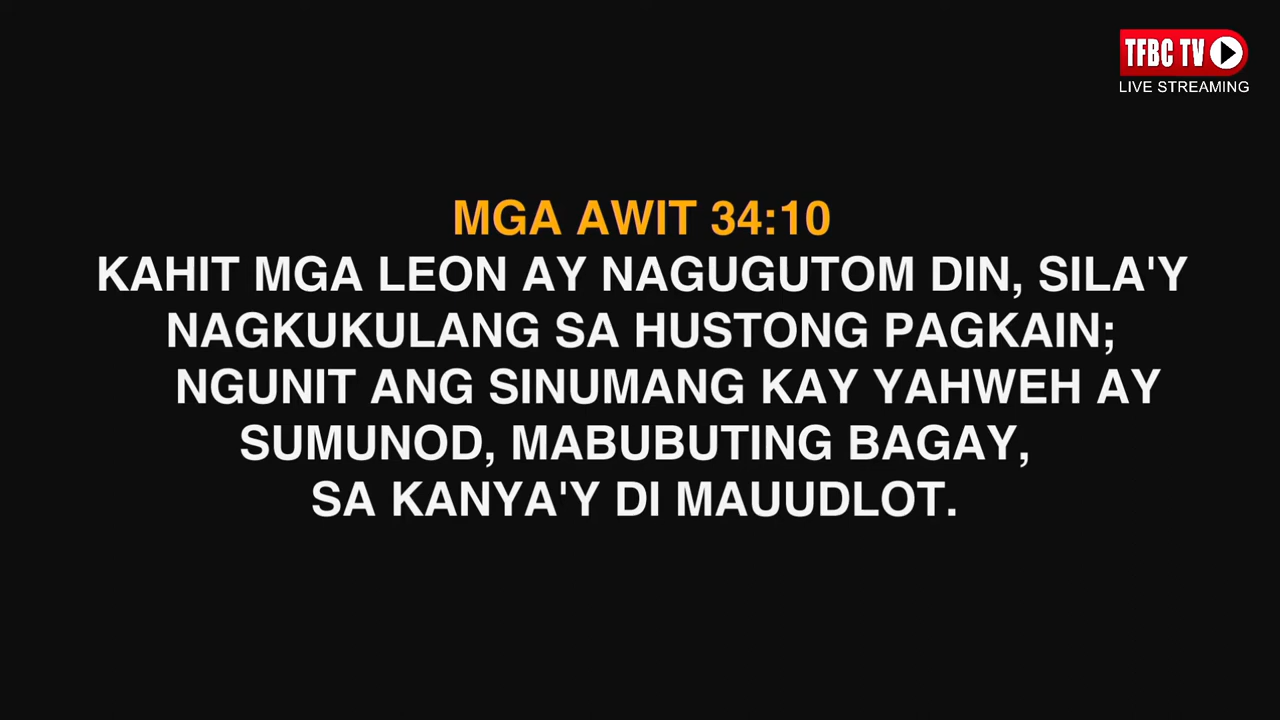 TFBC TV
LIVE STREAMING
MGA AWIT 34:10
KAHIT MGA LEON AY NAGUGUTOM DIN, SILA'Y
NAGKUKULANG SA HUSTONG PAGKAIN;
NGUNIT ANG SINUMANG KAY YAHWEH AY
SUMUNOD, MABUBUTING BAGAY,
SA KANYA'Y DI MAUUDLOT.